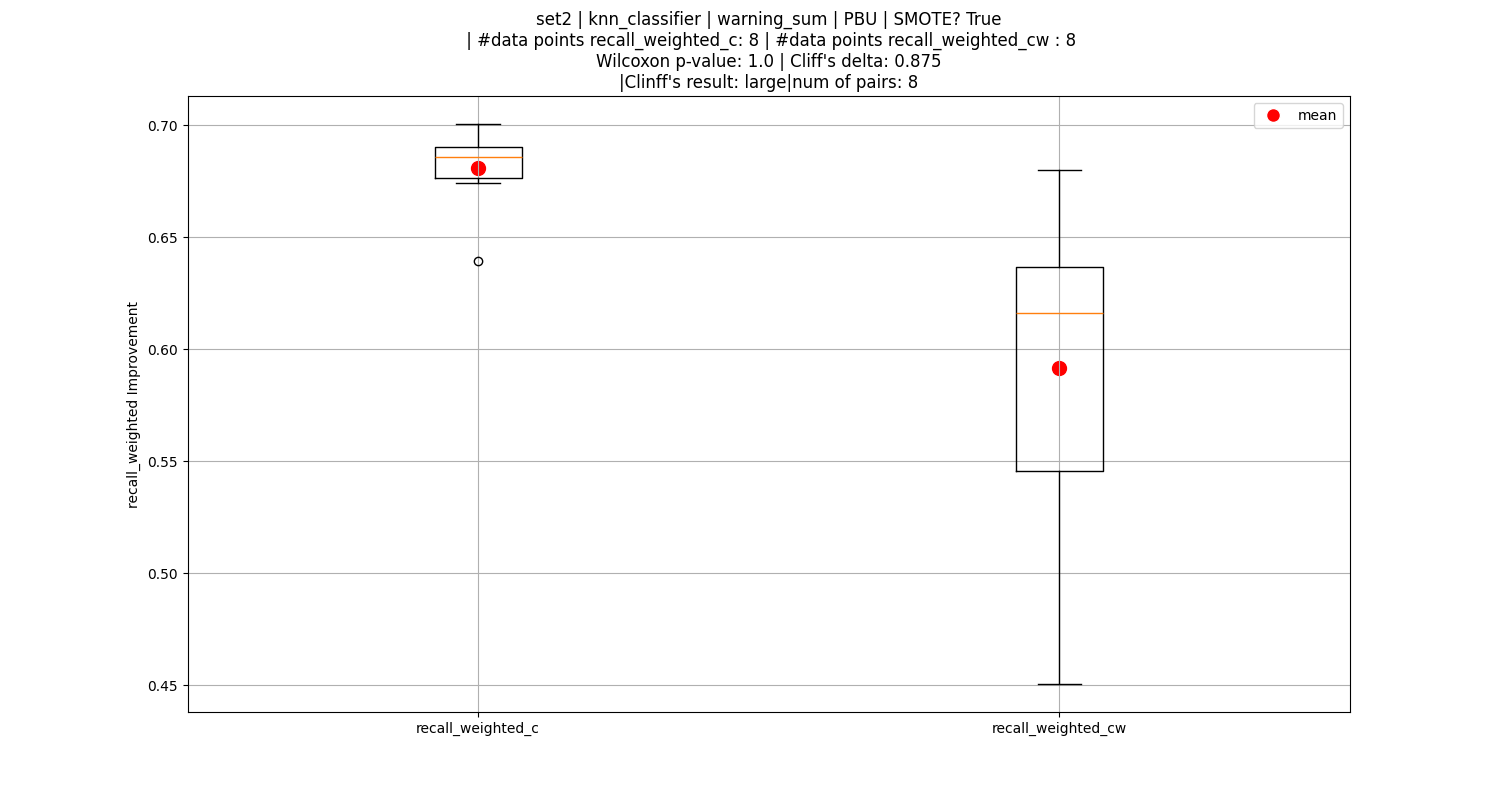 set2 | knn_classifier | warning_sum | PBU | SMOTE? True
| #data points recall_weighted_c: 8 | #data points recall_weighted_cw : 8
Wilcoxon p-value: 1.0 | Cliff's delta: 0.875
|Clinff's result: large|num of pairs: 8
mean
0.70
0.65
0.60
0.55
0.50
0.45
recall_weighted Improvement
recall_weighted_c
recall_weighted_cw